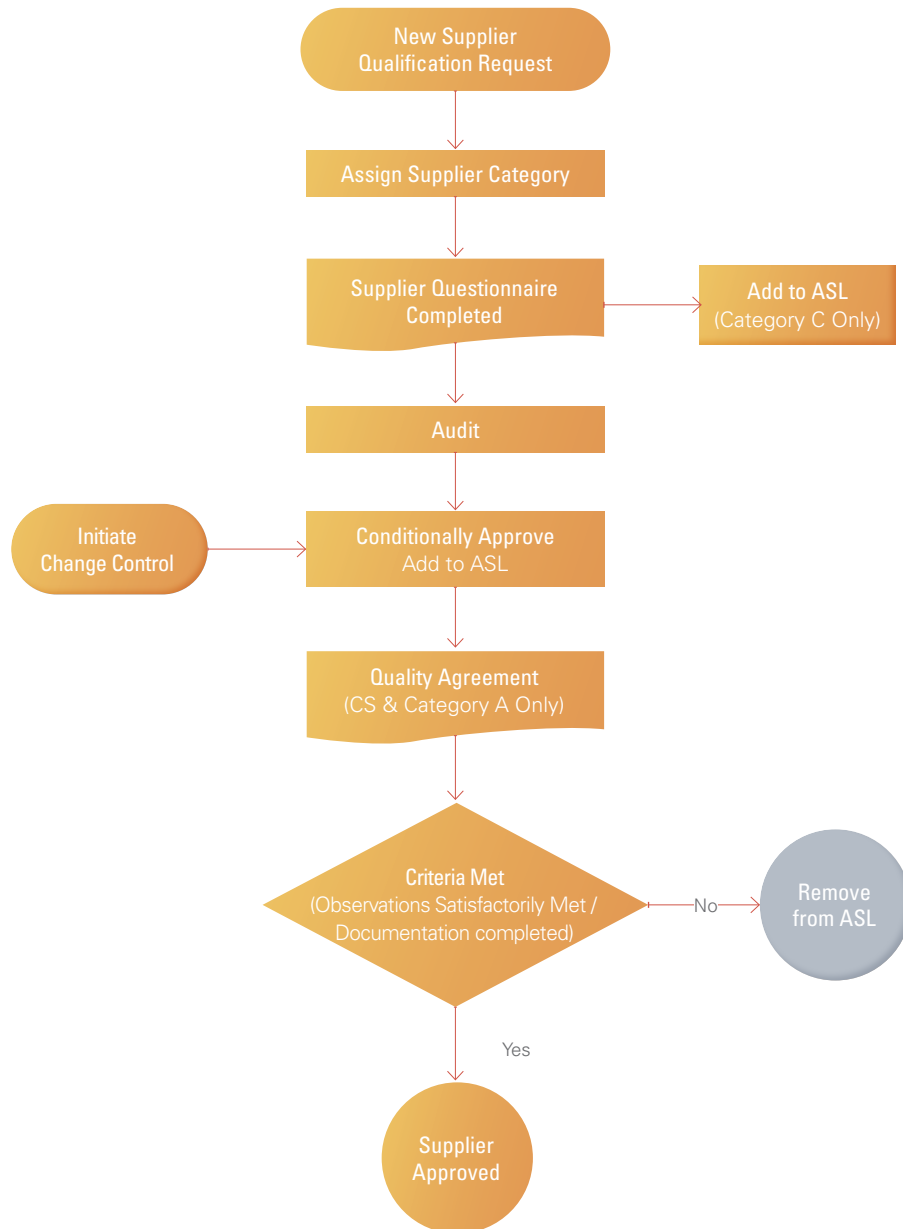 New Supplier
Qualification Request
Assign Supplier Category
Supplier Questionnaire
Completed
Add to ASL
(Category C Only)
Audit
Initiate
Change Control
Conditionally Approve
Add to ASL
Quality Agreement
(CS & Category A Only)
Criteria Met
(Observations Satisfactorily Met /
Documentation completed)
No
Remove
from ASL
Yes
Supplier
Approved